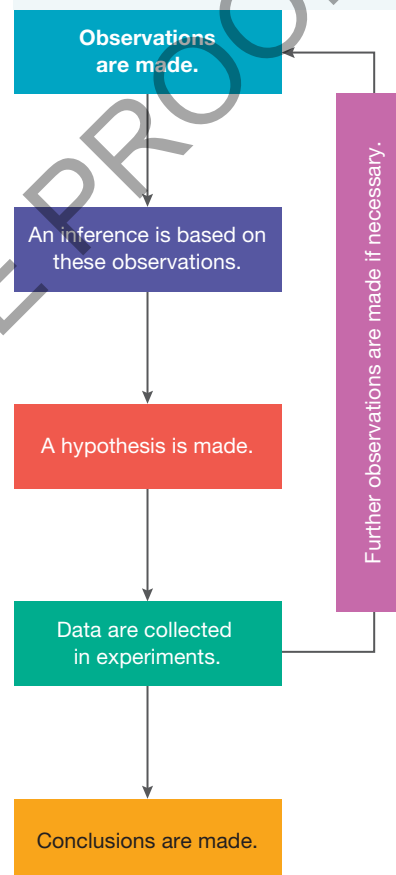 Observations
are made.
An inference is based on
these observations.
A hypothesis is made.
Data are collected
in experiments.
Conclusions are made.
Further observations are made if necessary.
E PROO